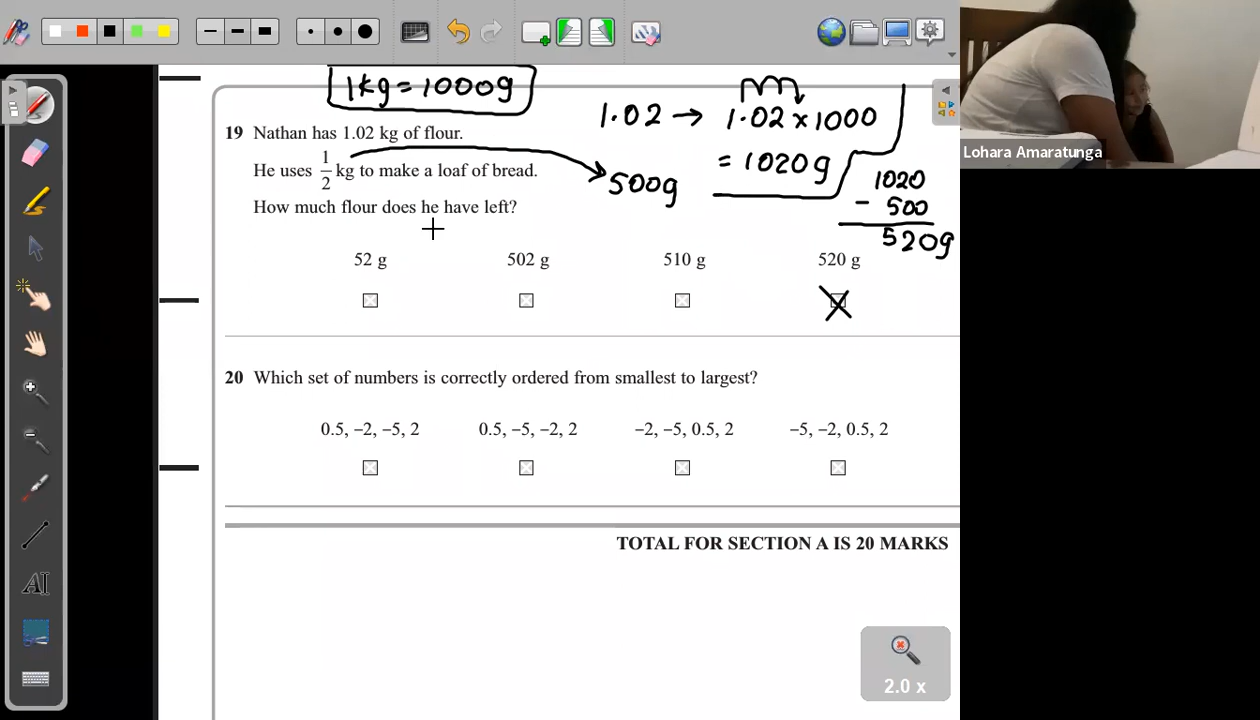 1kg = 1000g
1.02 → 1.02 × 1000
= 1020g
19 Nathan has 1.02 kg of flour.
He uses 1/2 kg to make a loaf of bread.
500g
How much flour does he have left?
1020
- 500
520g
52 g 502 g 510 g 520 g
20 Which set of numbers is correctly ordered from smallest to largest?
0.5, –2, –5, 2 0.5, –5, –2, 2 –2, –5, 0.5, 2 –5, –2, 0.5, 2
TOTAL FOR SECTION A IS 20 MARKS
2.0 x
AI
Lohara Amaratunga